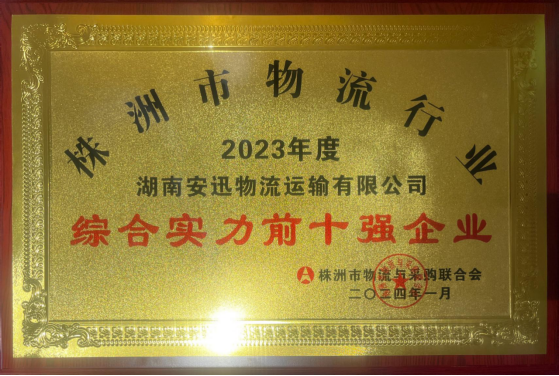 株洲市物流行业
2023年度
湖南安迅物流运输有限公司
综合实力前十强企业
株洲市物流与采购联合会
二〇二四年一月